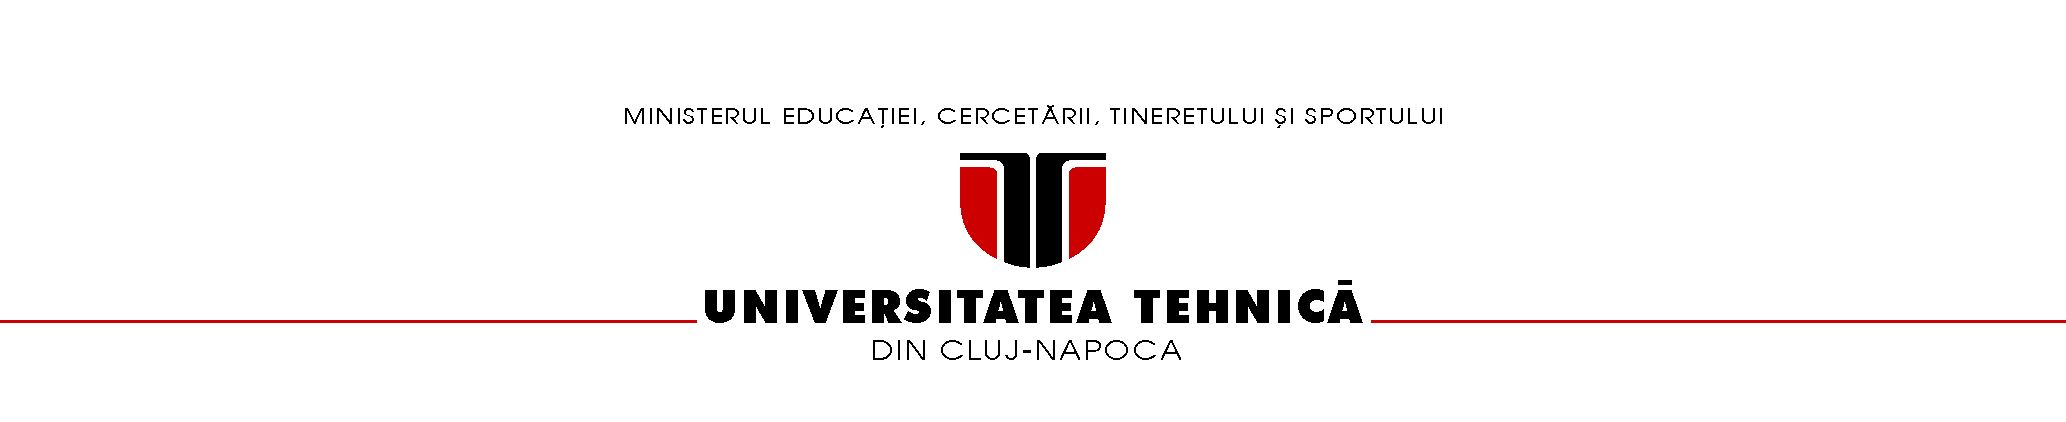 MINISTERUL EDUCAȚIEI, CERCETĂRII, TINERETULUI ȘI SPORTULUI
UNIVERSITATEA TEHNICĂ
DIN CLUJ-NAPOCA